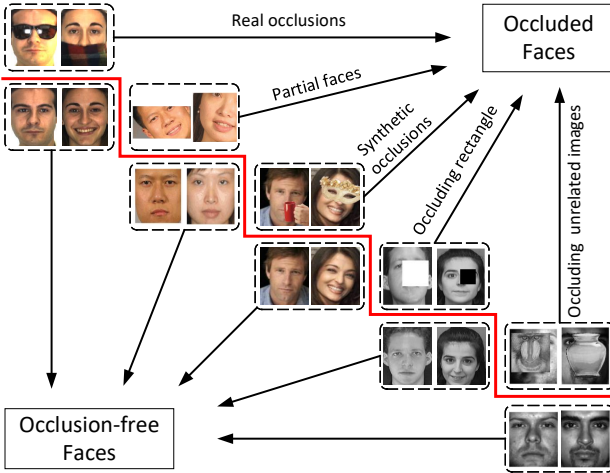 Real occlusions
Occluded
Faces
Partial faces
Synthetic
occlusions
Occluding rectangle
Occluding unrelated images
Occlusion-free
Faces